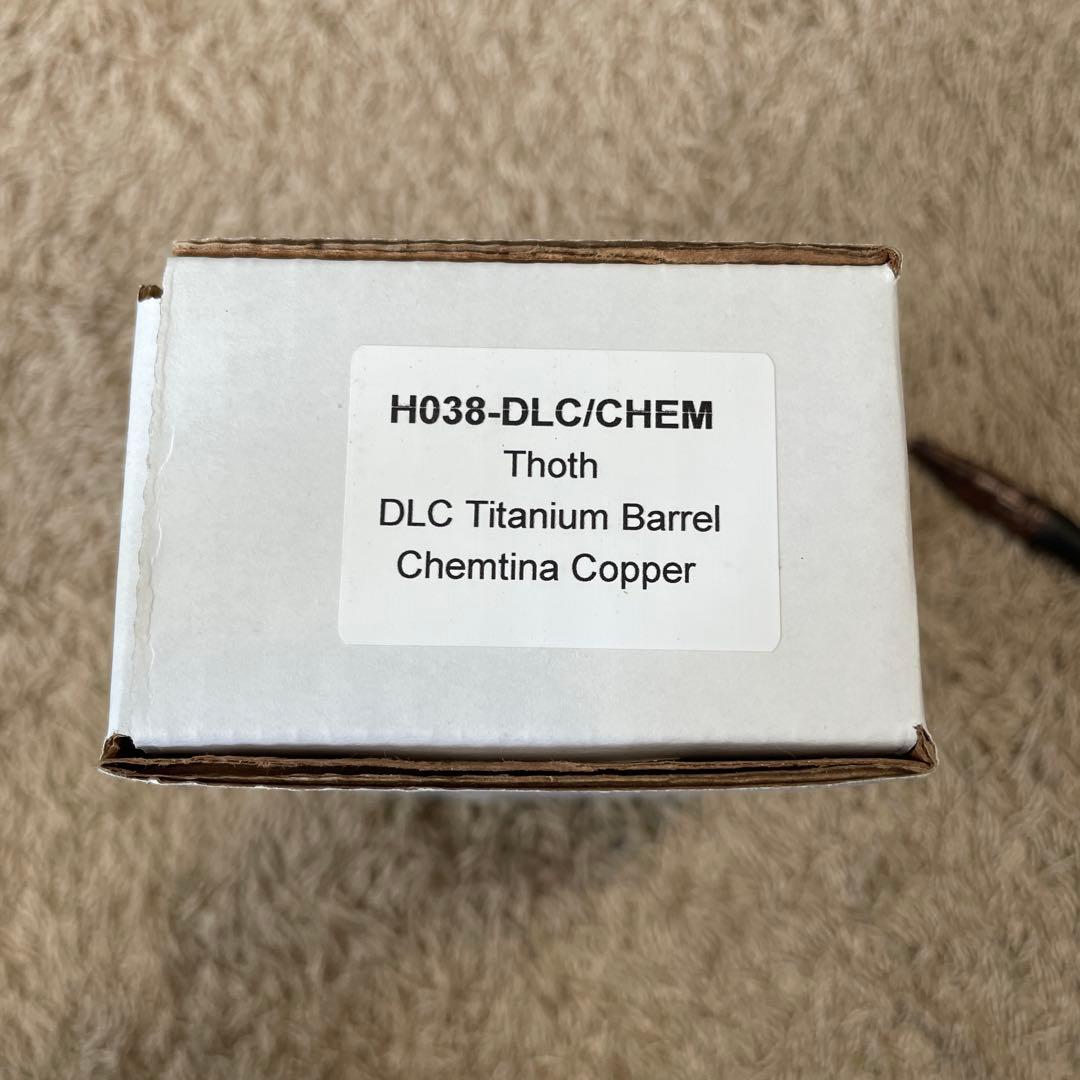 H038-DLC/CHEM
Thoth
DLC Titanium Barrel
Chemtina Copper